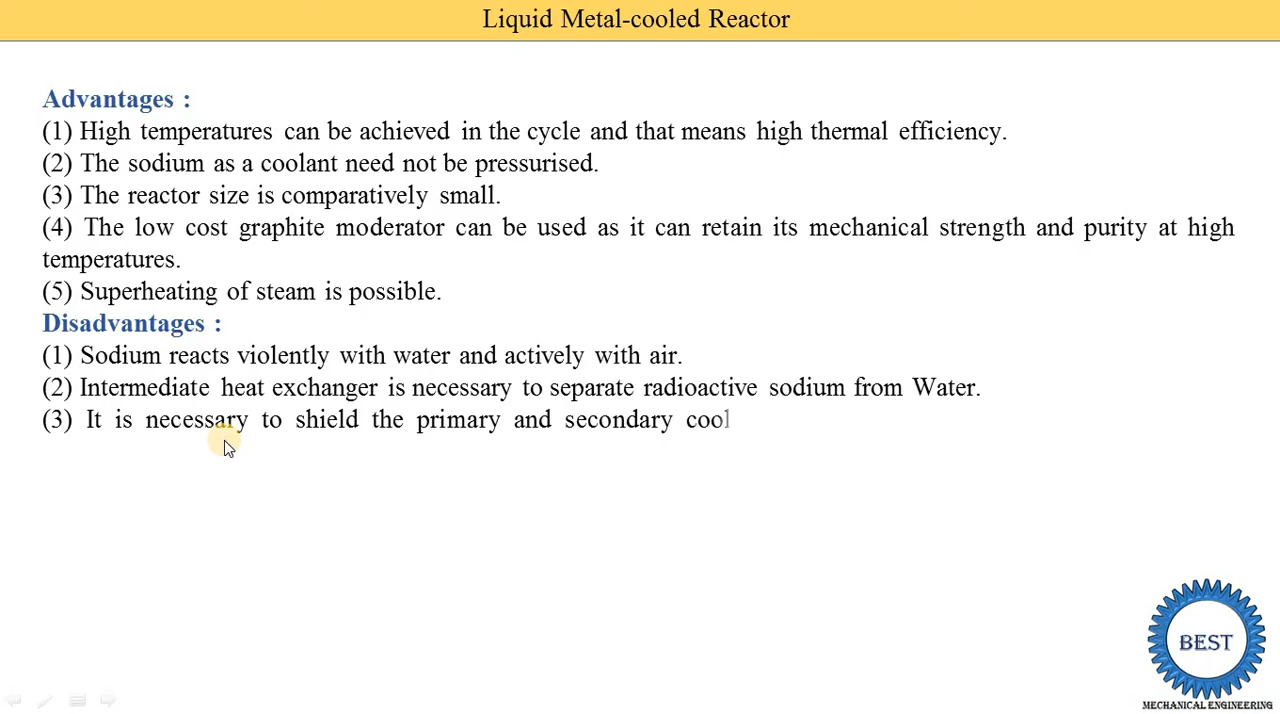 Liquid Metal-cooled Reactor
Advantages :
(1) High temperatures can be achieved in the cycle and that means high thermal efficiency.
(2) The sodium as a coolant need not be pressurised.
(3) The reactor size is comparatively small.
(4) The low cost graphite moderator can be used as it can retain its mechanical strength and purity at high
temperatures.
(5) Superheating of steam is possible.
Disadvantages :
(1) Sodium reacts violently with water and actively with air.
(2) Intermediate heat exchanger is necessary to separate radioactive sodium from Water.
(3) It is necessary to shield the primary and secondary cool
BEST
MECHANICAL ENGINEERING